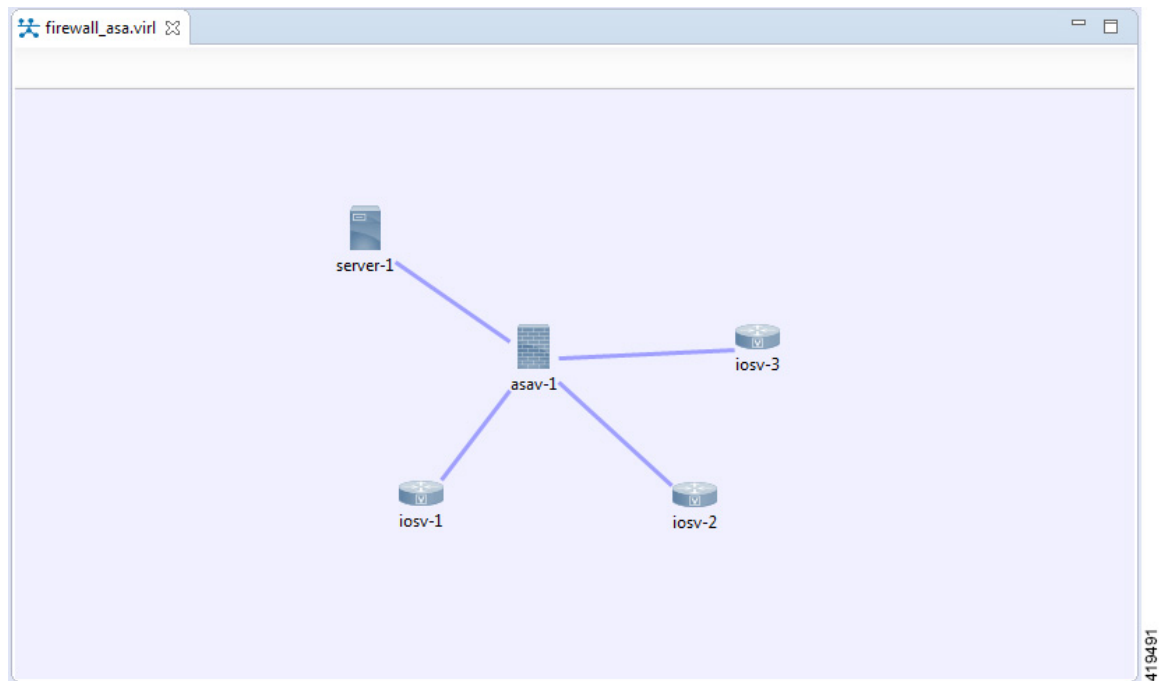 firewall_asa.virl
server-1
asav-1
iosv-3
iosv-1
iosv-2
419491